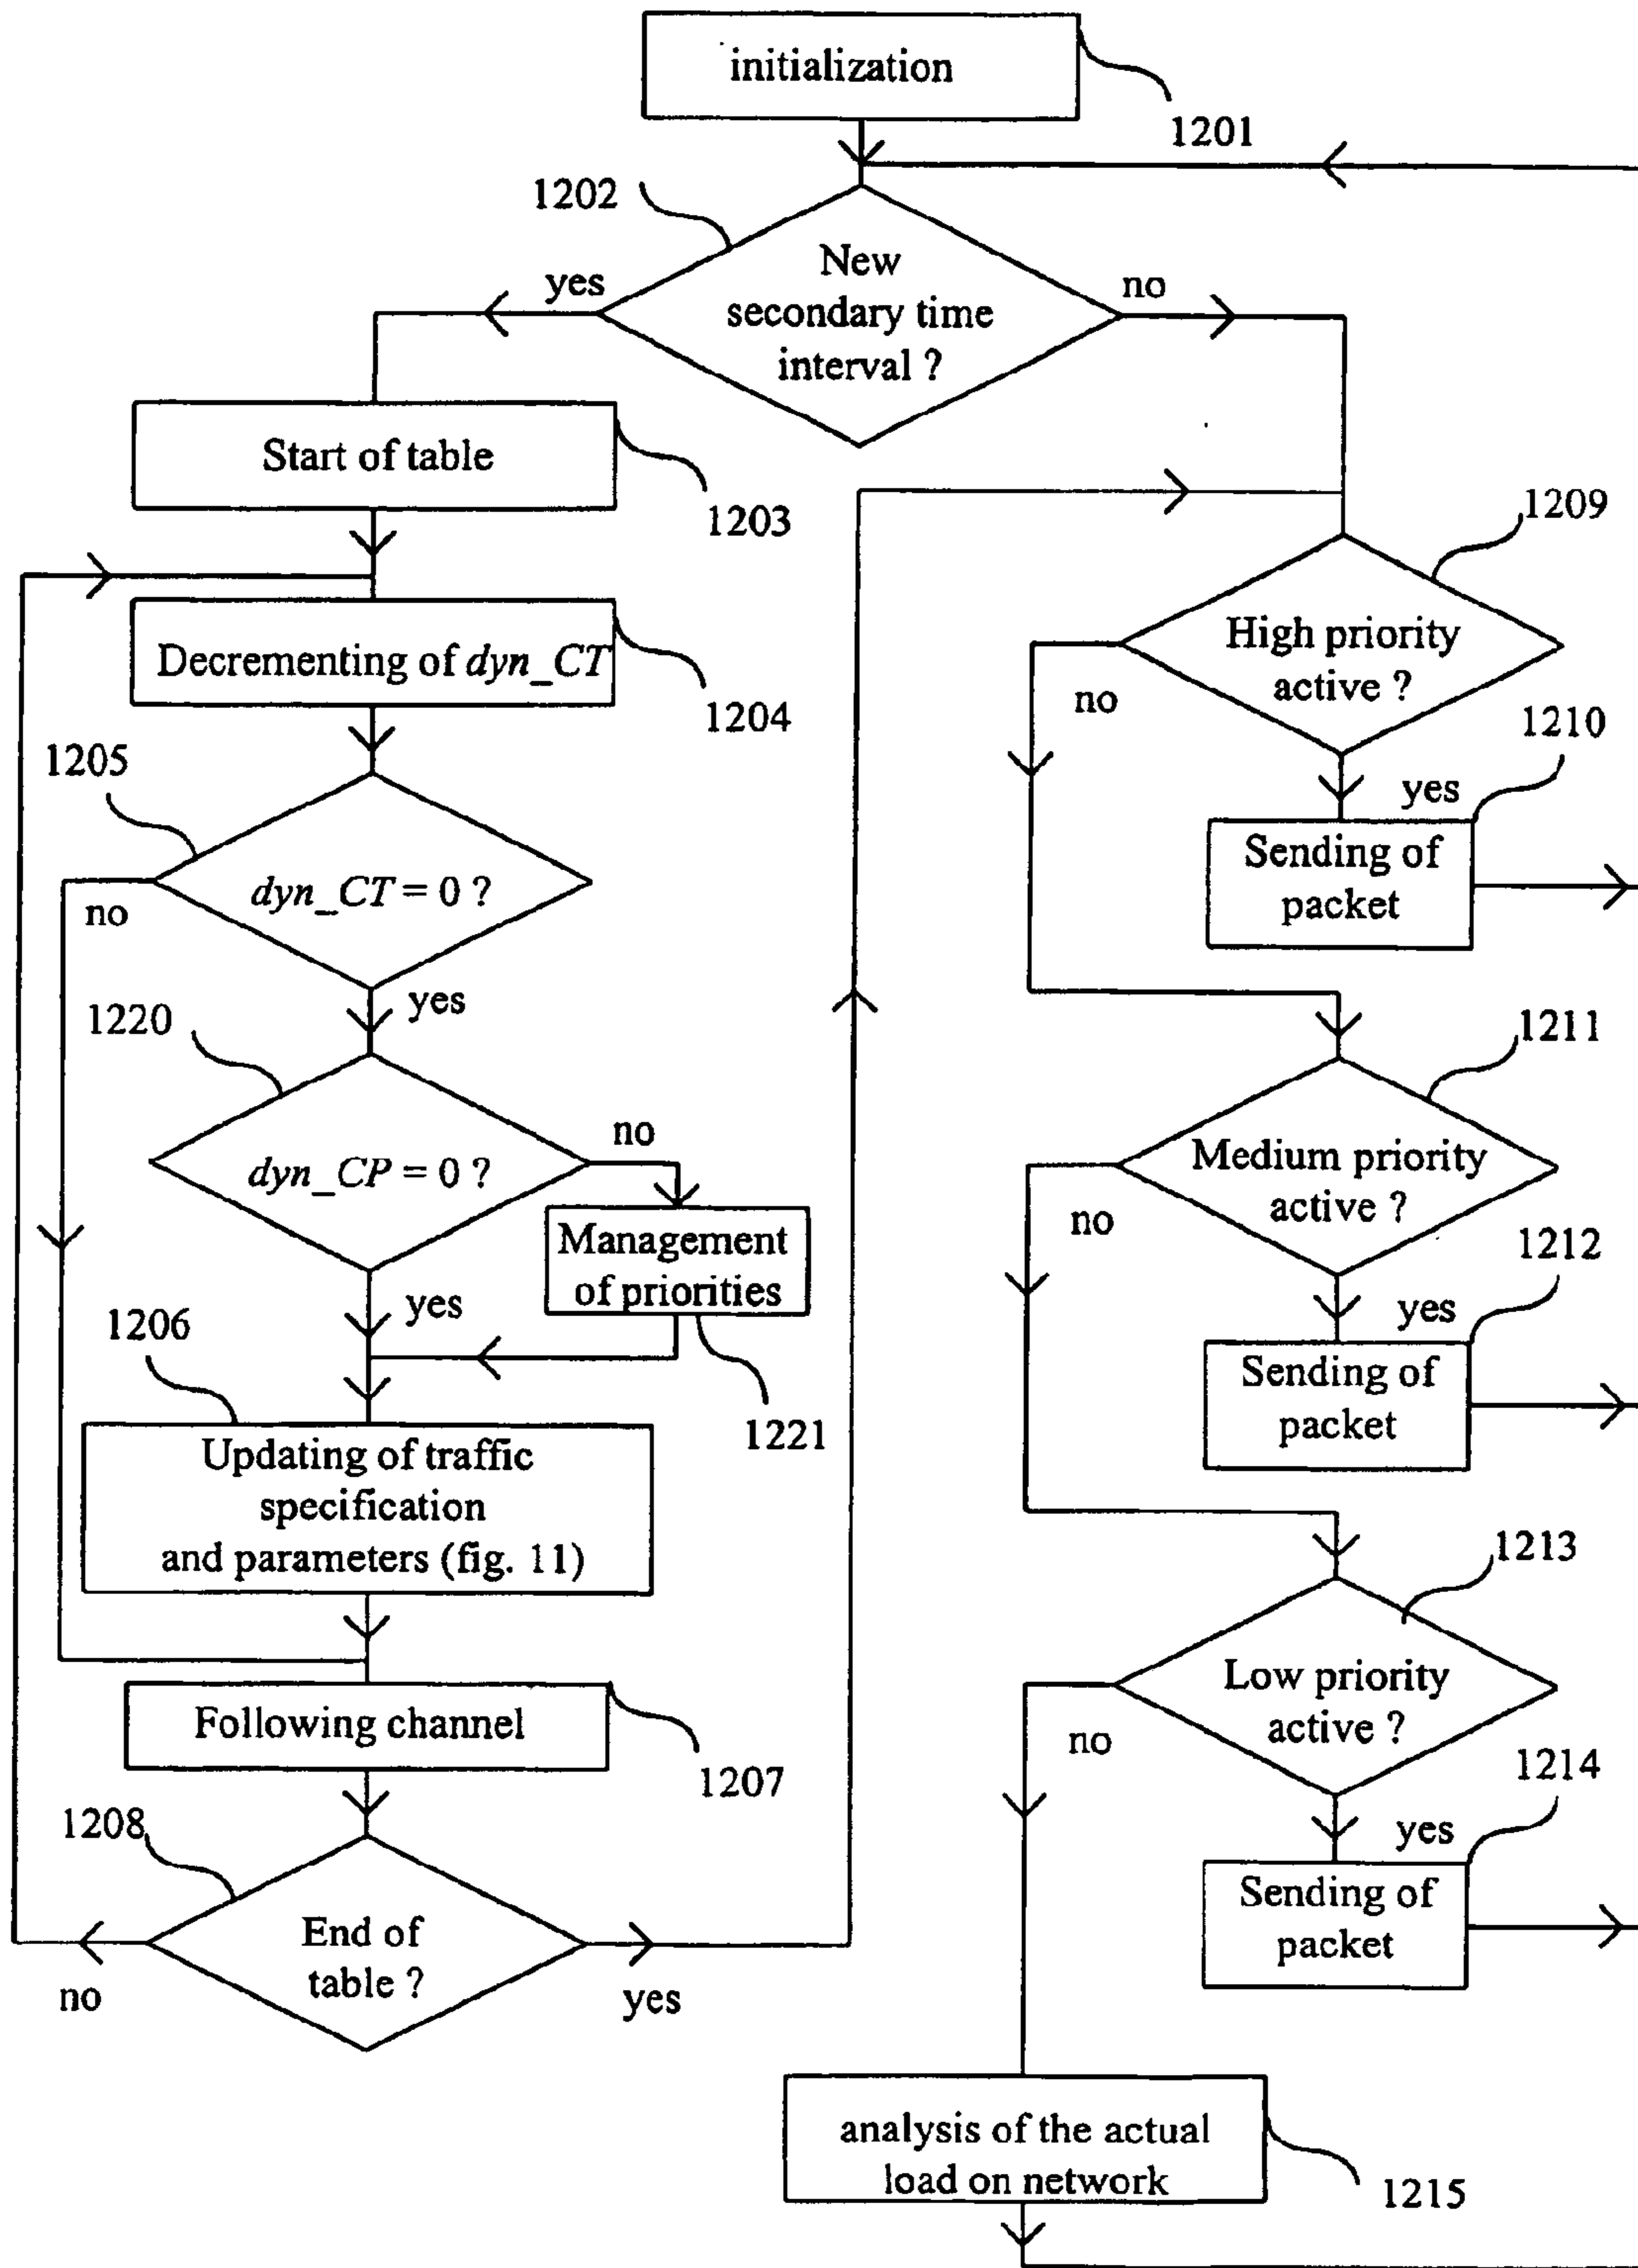 initialization
1201
1202
New
secondary time
interval ?
yes
no
Start of table
1203
Decrementing of dyn_CT
1204
1205
dyn_CT = 0 ?
no
yes
1220
dyn_CP = 0 ?
no
Management
of priorities
1221
yes
1206
Updating of traffic
specification
and parameters (fig. 11)
Following channel
1207
1208
End of
table ?
no
yes
1209
High priority
active ?
no
yes
1210
Sending of
packet
1211
Medium priority
active ?
no
yes
1212
Sending of
packet
1213
Low priority
active ?
no
yes
1214
Sending of
packet
analysis of the actual
load on network
1215